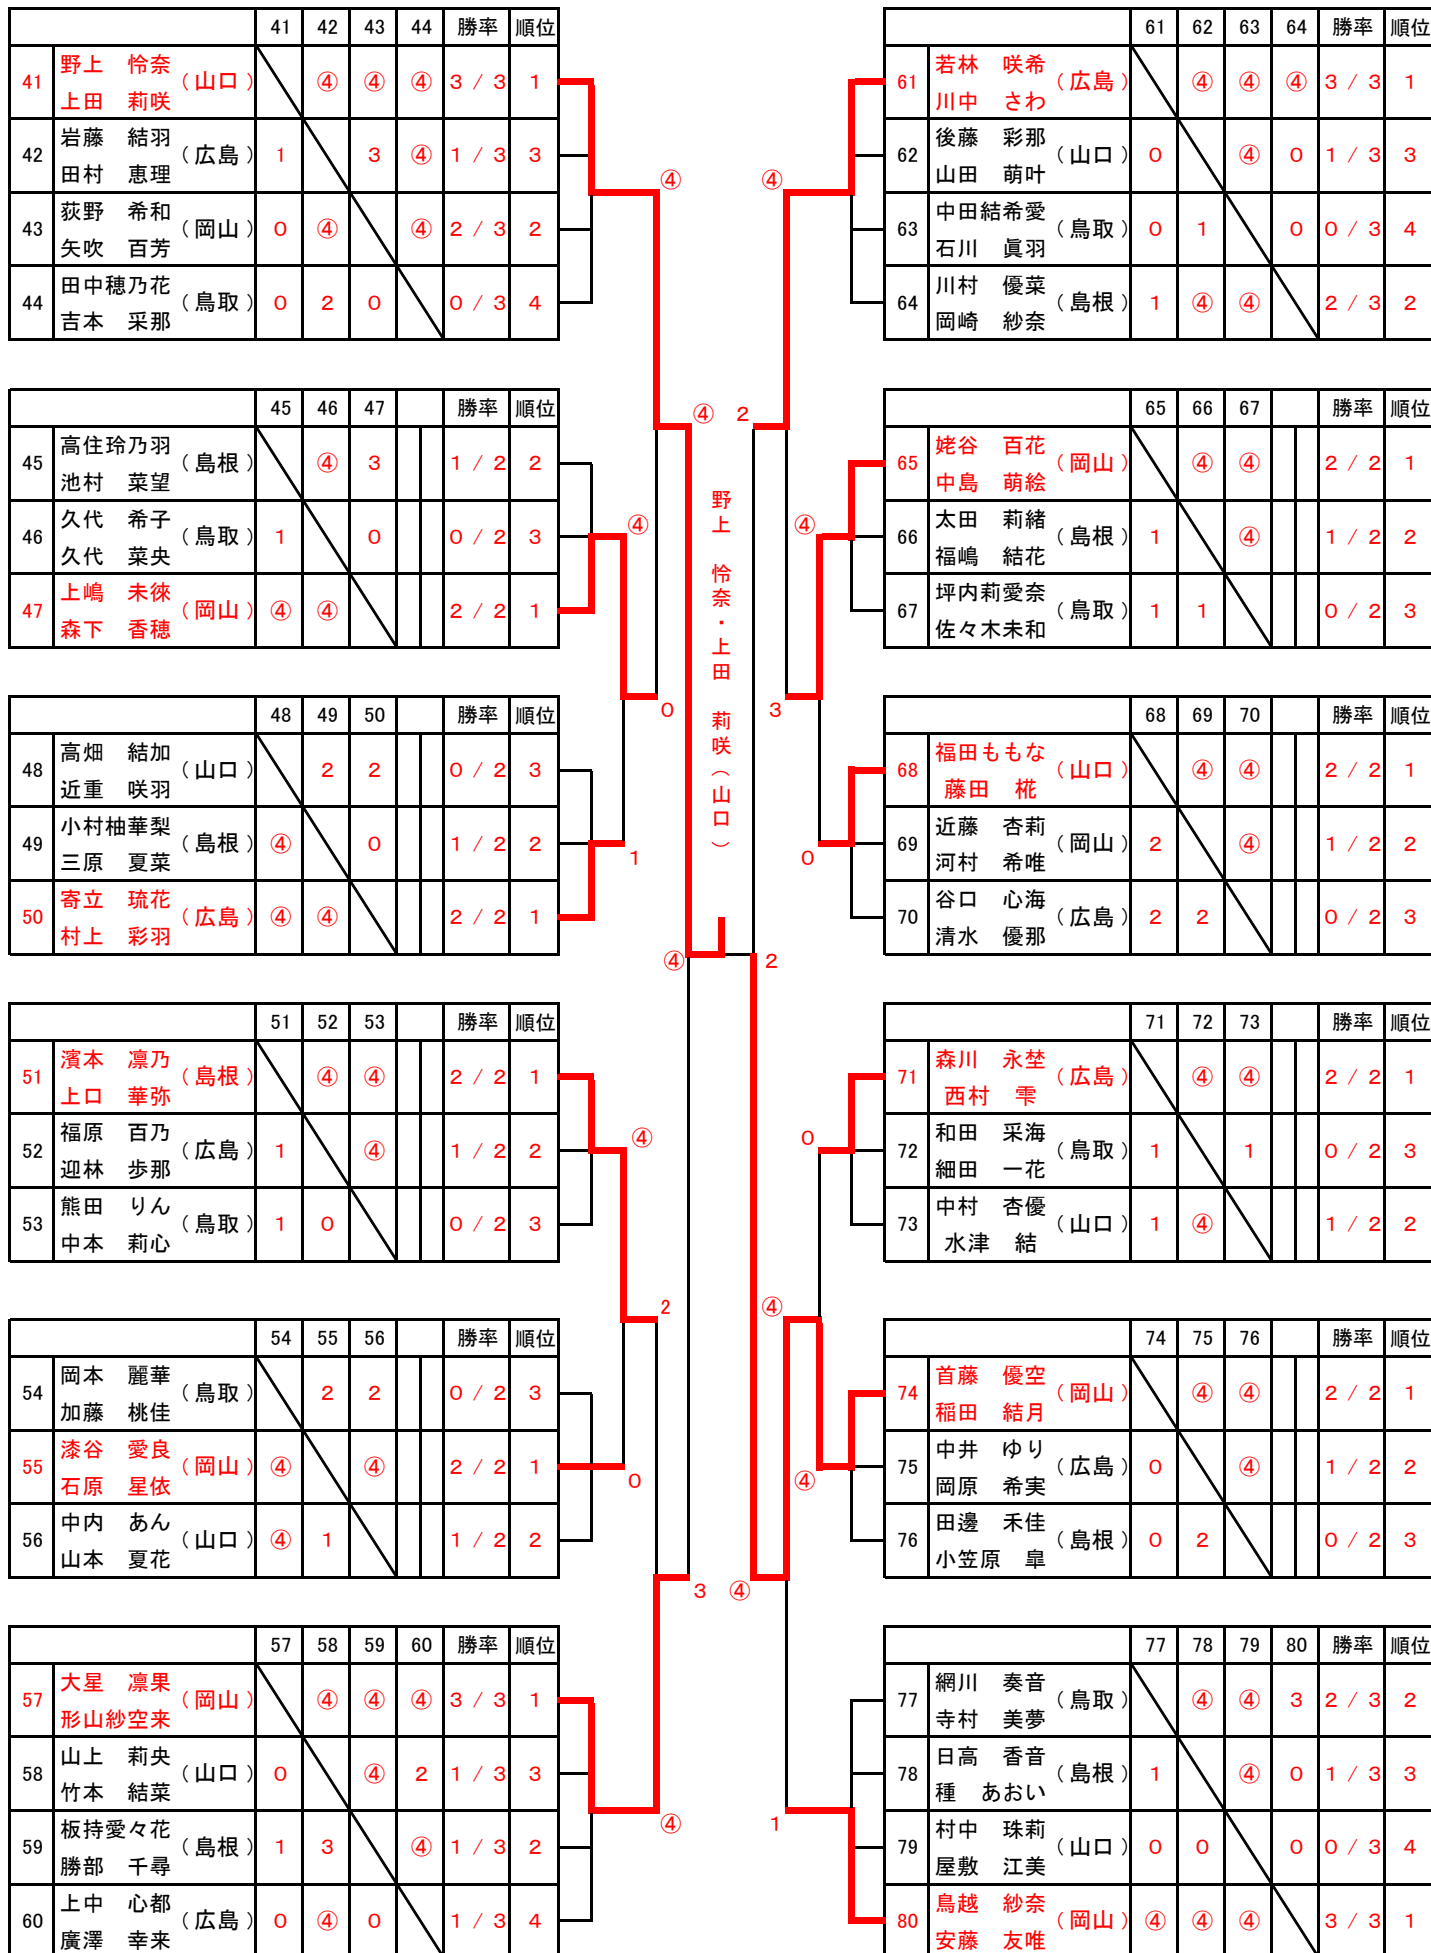 41 42 43 44 勝率 順位
41 野上 怜奈 上田 莉咲 (山口) ④ ④ ④ 3 / 3 1
42 岩藤 結羽 田村 恵理 (広島) 1 3 ④ 1 / 3 3
43 荻野 希和 矢吹 百芳 (岡山) 0 ④ ④ 2 / 3 2
44 田中穂乃花 吉本 采那 (鳥取) 0 2 0 0 / 3 4
45 46 47 勝率 順位
45 高住玲乃羽 池村 菜望 (島根) ④ 3 1 / 2 2
46 久代 希子 久代 菜央 (鳥取) 1 0 0 / 2 3
47 上嶋 未徠 森下 香穂 (岡山) ④ ④ 2 / 2 1
48 49 50 勝率 順位
48 高畑 結加 近重 咲羽 (山口) 2 2 0 / 2 3
49 小村柚華梨 三原 夏菜 (島根) ④ 0 1 / 2 2
50 寄立 琉花 村上 彩羽 (広島) ④ ④ 2 / 2 1
51 52 53 勝率 順位
51 濱本 凛乃 上口 華弥 (島根) ④ ④ 2 / 2 1
52 福原 百乃 迎林 歩那 (広島) 1 ④ 1 / 2 2
53 熊田 りん 中本 莉心 (鳥取) 1 0 0 / 2 3
54 55 56 勝率 順位
54 岡本 麗華 加藤 桃佳 (鳥取) 2 2 0 / 2 3
55 漆谷 愛良 石原 星依 (岡山) ④ ④ 2 / 2 1
56 中内 あん 山本 夏花 (山口) ④ 1 1 / 2 2
57 58 59 60 勝率 順位
57 大星 凛果 形山紗空来 (岡山) ④ ④ ④ 3 / 3 1
58 山上 莉央 竹本 結菜 (山口) 0 ④ 2 1 / 3 3
59 板持愛々花 勝部 千尋 (島根) 1 3 ④ 1 / 3 2
60 上中 心都 廣澤 幸来 (広島) 0 ④ 0 1 / 3 4
④
④
0
1
④
④
④
2
0
3
④
野上 怜奈・上田 莉咲(山口)
2
④
④
3
0
2
0
④
④
④
1
61 62 63 64 勝率 順位
61 若林 咲希 川中 さわ (広島) ④ ④ ④ 3 / 3 1
62 後藤 彩那 山田 萌叶 (山口) 0 ④ 0 1 / 3 3
63 中田結希愛 石川 眞羽 (鳥取) 0 1 0 0 / 3 4
64 川村 優菜 岡崎 紗奈 (島根) 1 ④ ④ 2 / 3 2
65 66 67 勝率 順位
65 姥谷 百花 中島 萌絵 (岡山) ④ ④ 2 / 2 1
66 太田 莉緒 福嶋 結花 (島根) 1 ④ 1 / 2 2
67 坪内莉愛奈 佐々木未和 (鳥取) 1 1 0 / 2 3
68 69 70 勝率 順位
68 福田ももな 藤田 椛 (山口) ④ ④ 2 / 2 1
69 近藤 杏莉 河村 希唯 (岡山) 2 ④ 1 / 2 2
70 谷口 心海 清水 優那 (広島) 2 2 0 / 2 3
71 72 73 勝率 順位
71 森川 永埜 西村 雫 (広島) ④ ④ 2 / 2 1
72 和田 采海 細田 一花 (鳥取) 1 1 0 / 2 3
73 中村 杏優 水津 結 (山口) 1 ④ 1 / 2 2
74 75 76 勝率 順位
74 首藤 優空 稲田 結月 (岡山) ④ ④ 2 / 2 1
75 中井 ゆり 岡原 希実 (広島) 0 ④ 1 / 2 2
76 田邊 禾佳 小笠原 皐 (島根) 0 2 0 / 2 3
77 78 79 80 勝率 順位
77 網川 奏音 寺村 美夢 (鳥取) ④ ④ 3 2 / 3 2
78 日高 香音 種 あおい (島根) 1 ④ 0 1 / 3 3
79 村中 珠莉 屋敷 江美 (山口) 0 0 0 0 / 3 4
80 鳥越 紗奈 安藤 友唯 (岡山) ④ ④ ④ 3 / 3 1